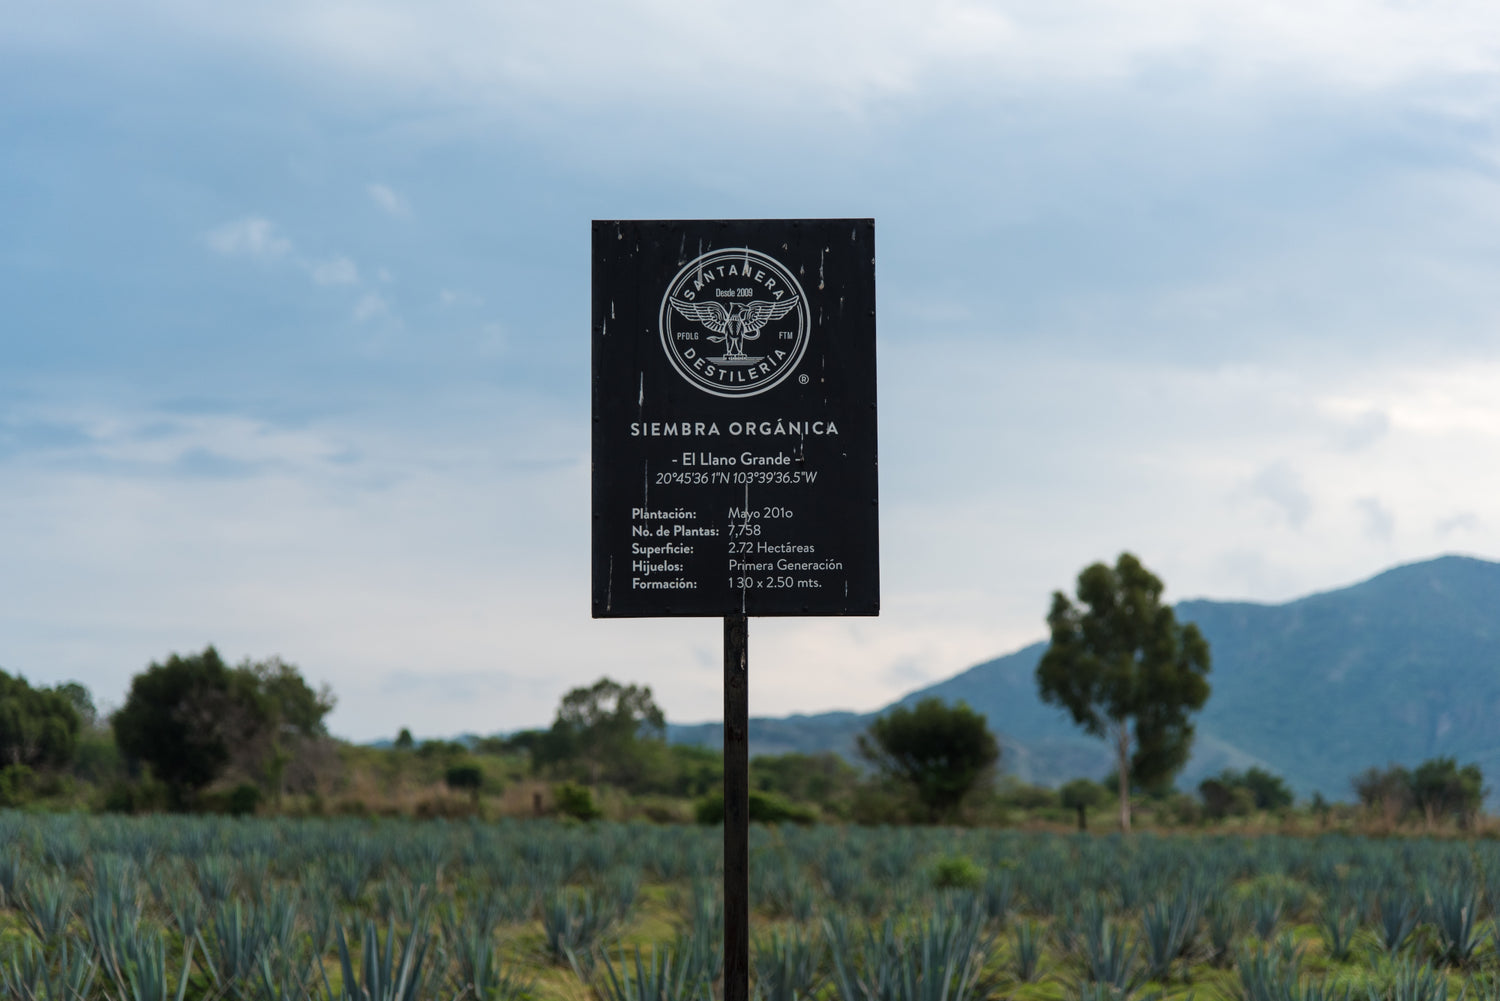 SANTANERA
Desde 2009
PFDLG FTM
DESTILERÍA
®
SIEMBRA ORGÁNICA
- El Llano Grande -
20°45'36 1"N 103°39'36.5"W
Plantación: Mayo 201o
No. de Plantas: 7,758
Superficie: 2.72 Hectáreas
Hijuelos: Primera Generación
Formación: 1 30 x 2.50 mts.